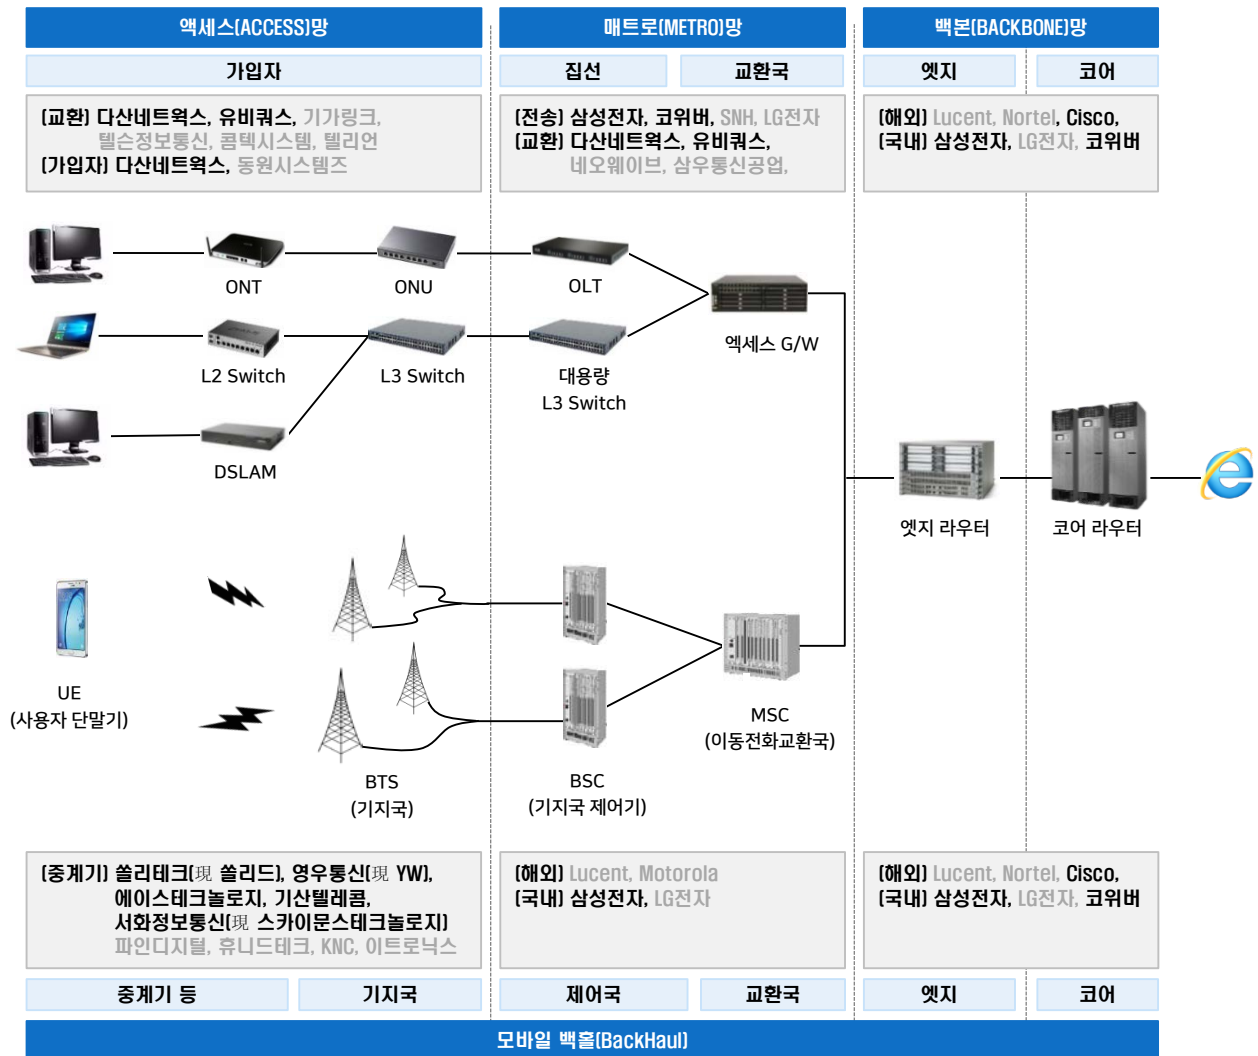 액세스(ACCESS)망
매트로(METRO)망
백본(BACKBONE)망
가입자
집선
교환국
엣지
코어
(교환) 다산네트웍스, 유비쿼스, 기가링크,
텔슨정보통신, 콤텍시스템, 텔리언
(가입자) 다산네트웍스, 동원시스템즈
(전송) 삼성전자, 코위버, SNH, LG전자
(교환) 다산네트웍스, 유비쿼스,
네오웨이브, 삼우통신공업,
(해외) Lucent, Nortel, Cisco,
(국내) 삼성전자, LG전자, 코위버
ONT
ONU
OLT
엑세스 G/W
L2 Switch
L3 Switch
대용량
L3 Switch
DSLAM
엣지 라우터
코어 라우터
UE
(사용자 단말기)
BTS
(기지국)
BSC
(기지국 제어기)
MSC
(이동전화교환국)
(중계기) 쏠리테크(現 쏠리드), 영우통신(現 YW),
에이스테크놀로지, 기산텔레콤,
서화정보통신(現 스카이문스테크놀로지)
파인디지털, 휴니드테크, KNC, 이트로닉스
(해외) Lucent, Motorola
(국내) 삼성전자, LG전자
(해외) Lucent, Nortel, Cisco,
(국내) 삼성전자, LG전자, 코위버
중계기 등
기지국
제어국
교환국
엣지
코어
모바일 백홀(BackHaul)